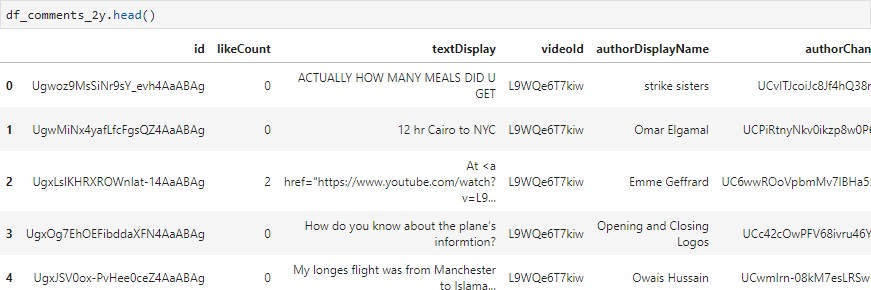 df_comments_2y.head()
id likeCount textDisplay videoId authorDisplayName authorChan
0 Ugwoz9MsSiNr9sY_evh4AaABAg 0 ACTUALLY HOW MANY MEALS DID U GET L9WQe6T7kiw strike sisters UCvITJcoiJc8Jf4hQ38r
1 UgwMiNx4yafLfcFgsQZ4AaABAg 0 12 hr Cairo to NYC L9WQe6T7kiw Omar Elgamal UCPiRtnyNkv0ikzp8w0P
2 UgxLsIKHRXROWnIat-14AaABAg 2 At <a href="https://www.youtube.com/watch?v=L9... L9WQe6T7kiw Emme Geffrard UC6wwROoVpbmMv7IBHa5
3 UgxOg7EhOEFibddaXFN4AaABAg 0 How do you know about the plane's informtion? L9WQe6T7kiw Opening and Closing Logos UCc42cOwPFV68ivru46Y
4 UgxJSV0ox-PvHee0ceZ4AaABAg 0 My longes flight was from Manchester to Islama... L9WQe6T7kiw Owais Hussain UCwmIrn-08kM7esLRSw